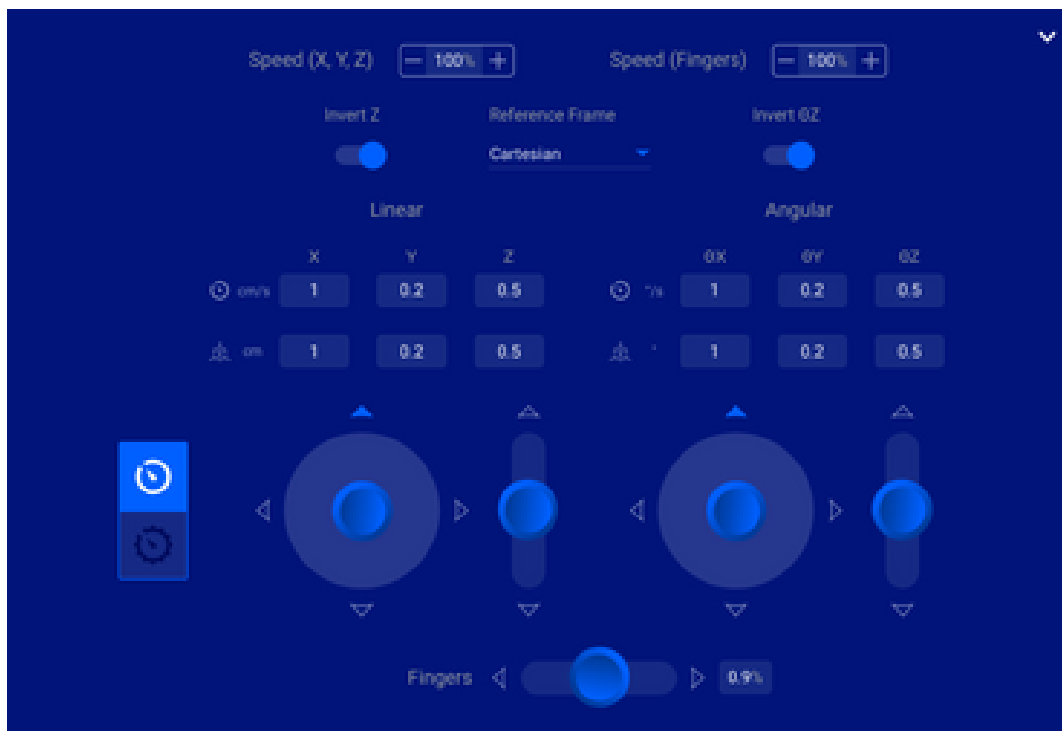 Speed (X, Y, Z) — 100% + Speed (Fingers) — 100% +
Invert Z Reference Frame Invert ΘZ
Cartesian
Linear Angular
X Y Z ΘX ΘY ΘZ
cm/s 1 0.2 0.5 °/s 1 0.2 0.5
cm 1 0.2 0.5 ° 1 0.2 0.5
Fingers 0.9%